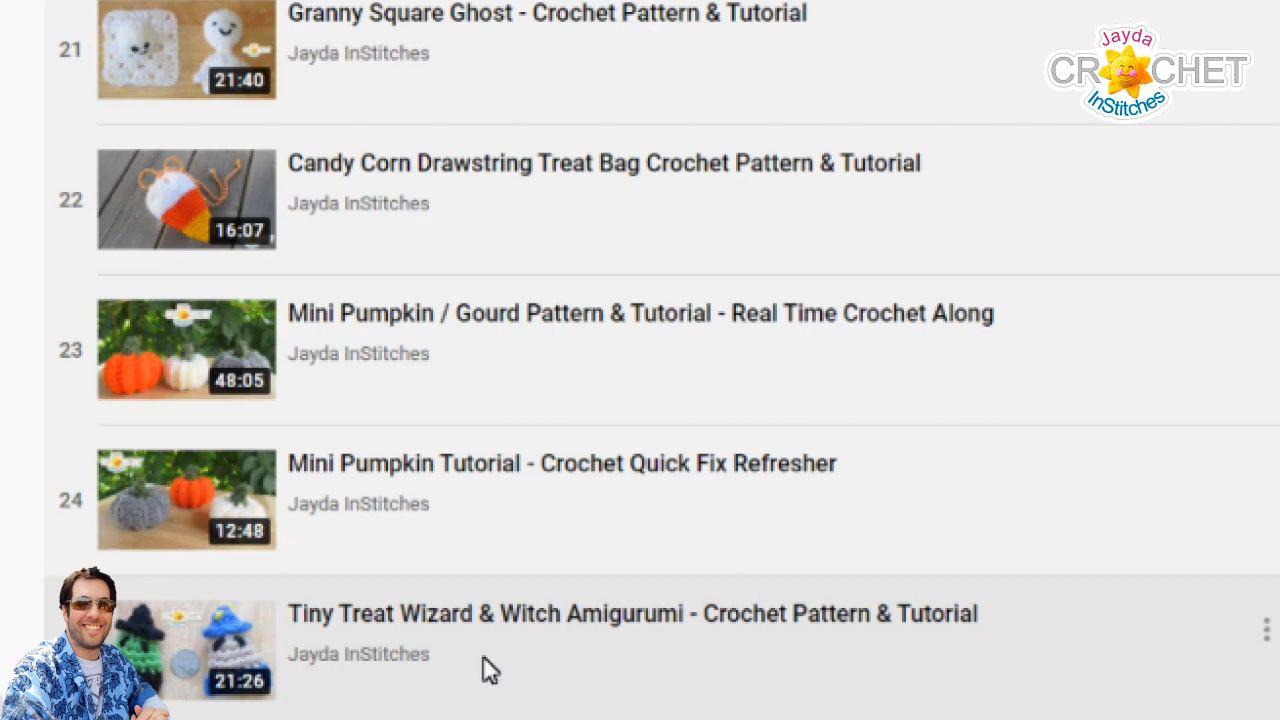 Granny Square Ghost - Crochet Pattern & Tutorial
21
Jayda InStitches
21:40
Jayda
CROCHET
InStitches
Candy Corn Drawstring Treat Bag Crochet Pattern & Tutorial
22
Jayda InStitches
16:07
Mini Pumpkin / Gourd Pattern & Tutorial - Real Time Crochet Along
23
Jayda InStitches
48:05
Mini Pumpkin Tutorial - Crochet Quick Fix Refresher
24
Jayda InStitches
12:48
Tiny Treat Wizard & Witch Amigurumi - Crochet Pattern & Tutorial
Jayda InStitches
21:26